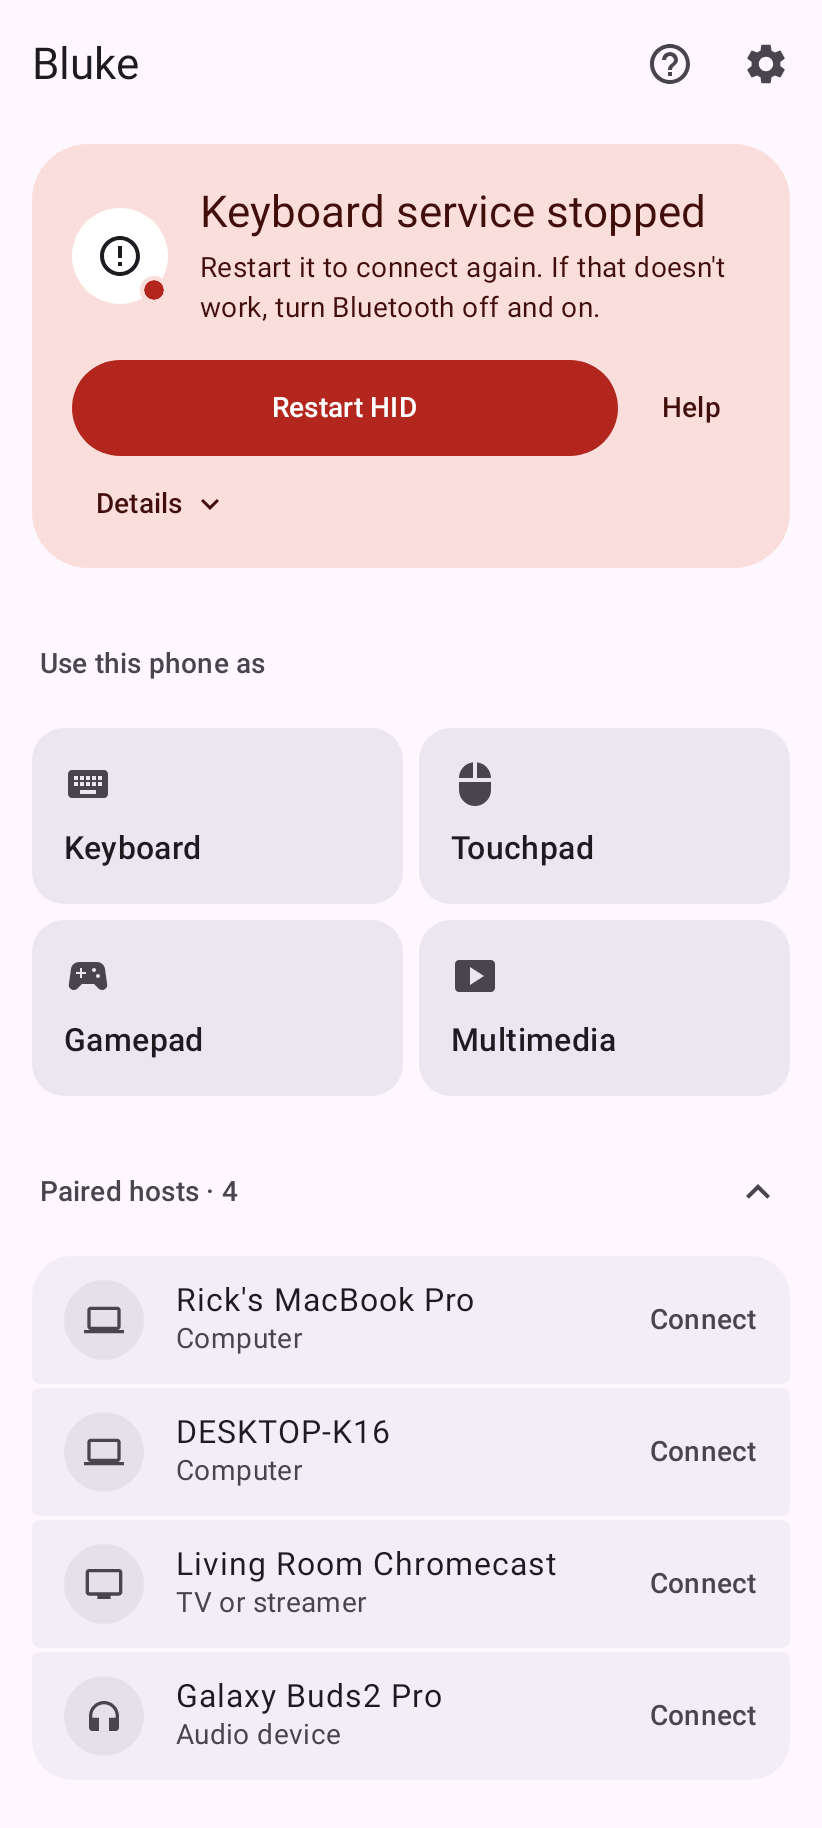 Bluke
Keyboard service stopped
Restart it to connect again. If that doesn't
work, turn Bluetooth off and on.
Restart HID
Help
Details
Use this phone as
Keyboard
Touchpad
Gamepad
Multimedia
Paired hosts · 4
Rick's MacBook Pro
Computer
Connect
DESKTOP-K16
Computer
Connect
Living Room Chromecast
TV or streamer
Connect
Galaxy Buds2 Pro
Audio device
Connect